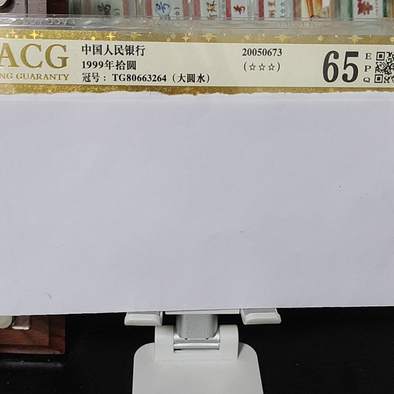 ACG
NG GUARANTY
中国人民银行
1999年拾圆
冠号：TG80663264（大圆水）
20050673
（☆☆☆）
65
E
P
Q